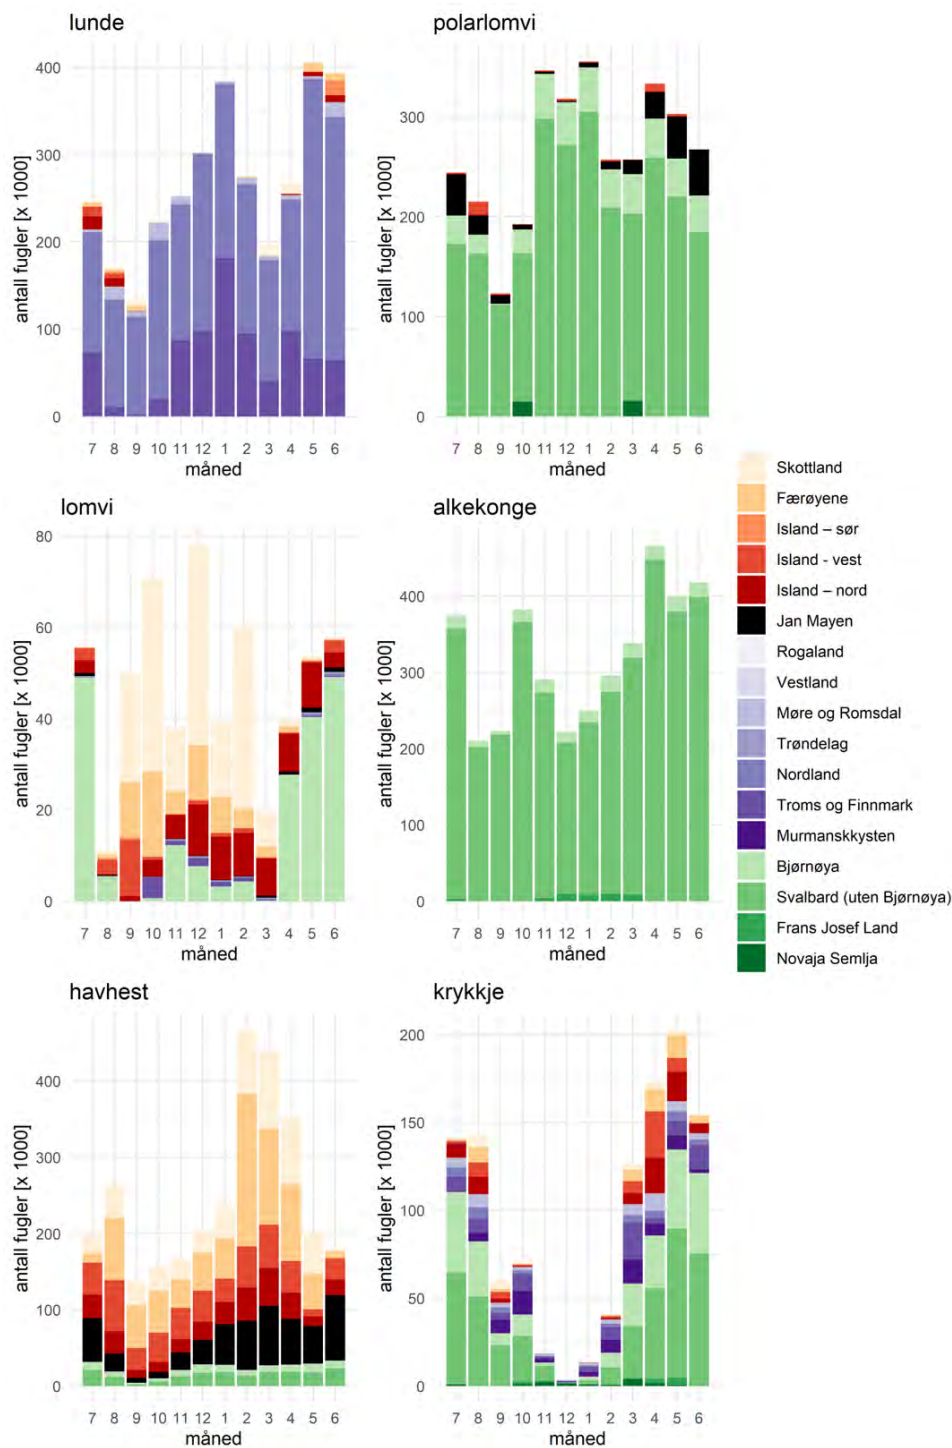 lunde
antall fugler [x 1000]
400
300
200
100
0
7 8 9 10 11 12 1 2 3 4 5 6
måned
polarlomvi
antall fugler [x 1000]
300
200
100
0
7 8 9 10 11 12 1 2 3 4 5 6
måned
lomvi
antall fugler [x 1000]
80
60
40
20
0
7 8 9 10 11 12 1 2 3 4 5 6
måned
alkekonge
antall fugler [x 1000]
400
300
200
100
0
7 8 9 10 11 12 1 2 3 4 5 6
måned
Skottland
Færøyene
Island – sør
Island - vest
Island – nord
Jan Mayen
Rogaland
Vestland
Møre og Romsdal
Trøndelag
Nordland
Troms og Finnmark
Murmanskkysten
Bjørnøya
Svalbard (uten Bjørnøya)
Frans Josef Land
Novaja Semlja
havhest
antall fugler [x 1000]
400
300
200
100
0
7 8 9 10 11 12 1 2 3 4 5 6
måned
krykkje
antall fugler [x 1000]
200
150
100
50
0
7 8 9 10 11 12 1 2 3 4 5 6
måned